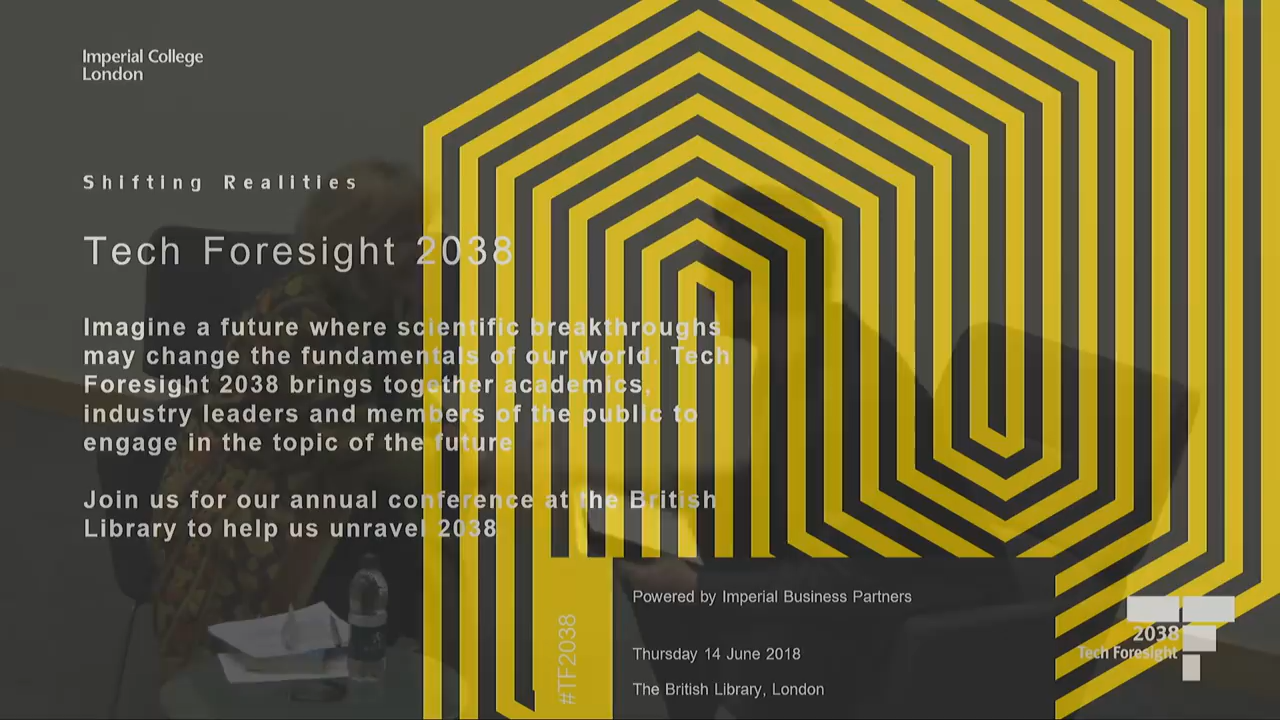 Imperial College
London
Shifting Realities
Tech Foresight 2038
Imagine a future where scientific breakthroughs
may change the fundamentals of our world. Tech
Foresight 2038 brings together academics,
industry leaders and members of the public to
engage in the topic of the future
Join us for our annual conference at the British
Library to help us unravel 2038
#TF2038
Powered by Imperial Business Partners
Thursday 14 June 2018
The British Library, London
2038
Tech Foresight